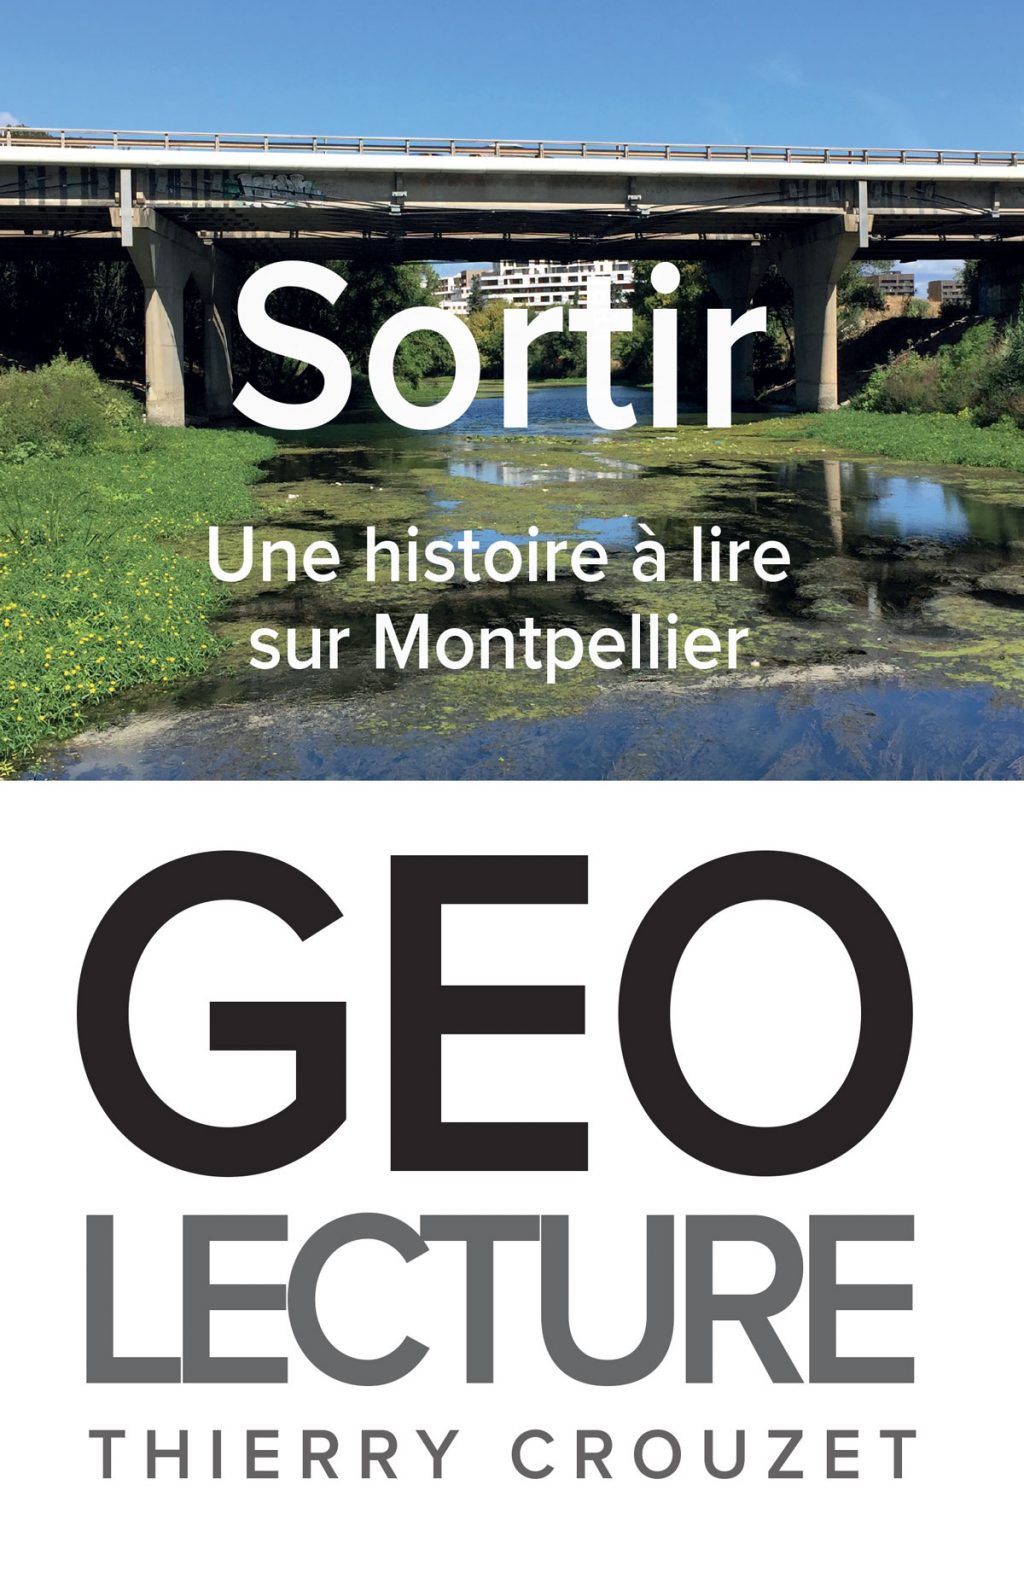 Sortir
Une histoire à lire
sur Montpellier
GEO
LECTURE
THIERRY CROUZET